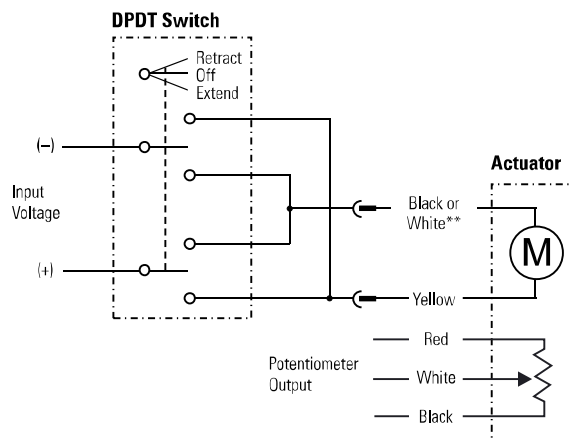 DPDT Switch
Retract
Off
Extend
(–)
Input
Voltage
(+)
Actuator
Black or
White**
M
Yellow
Red
Potentiometer
Output
White
Black